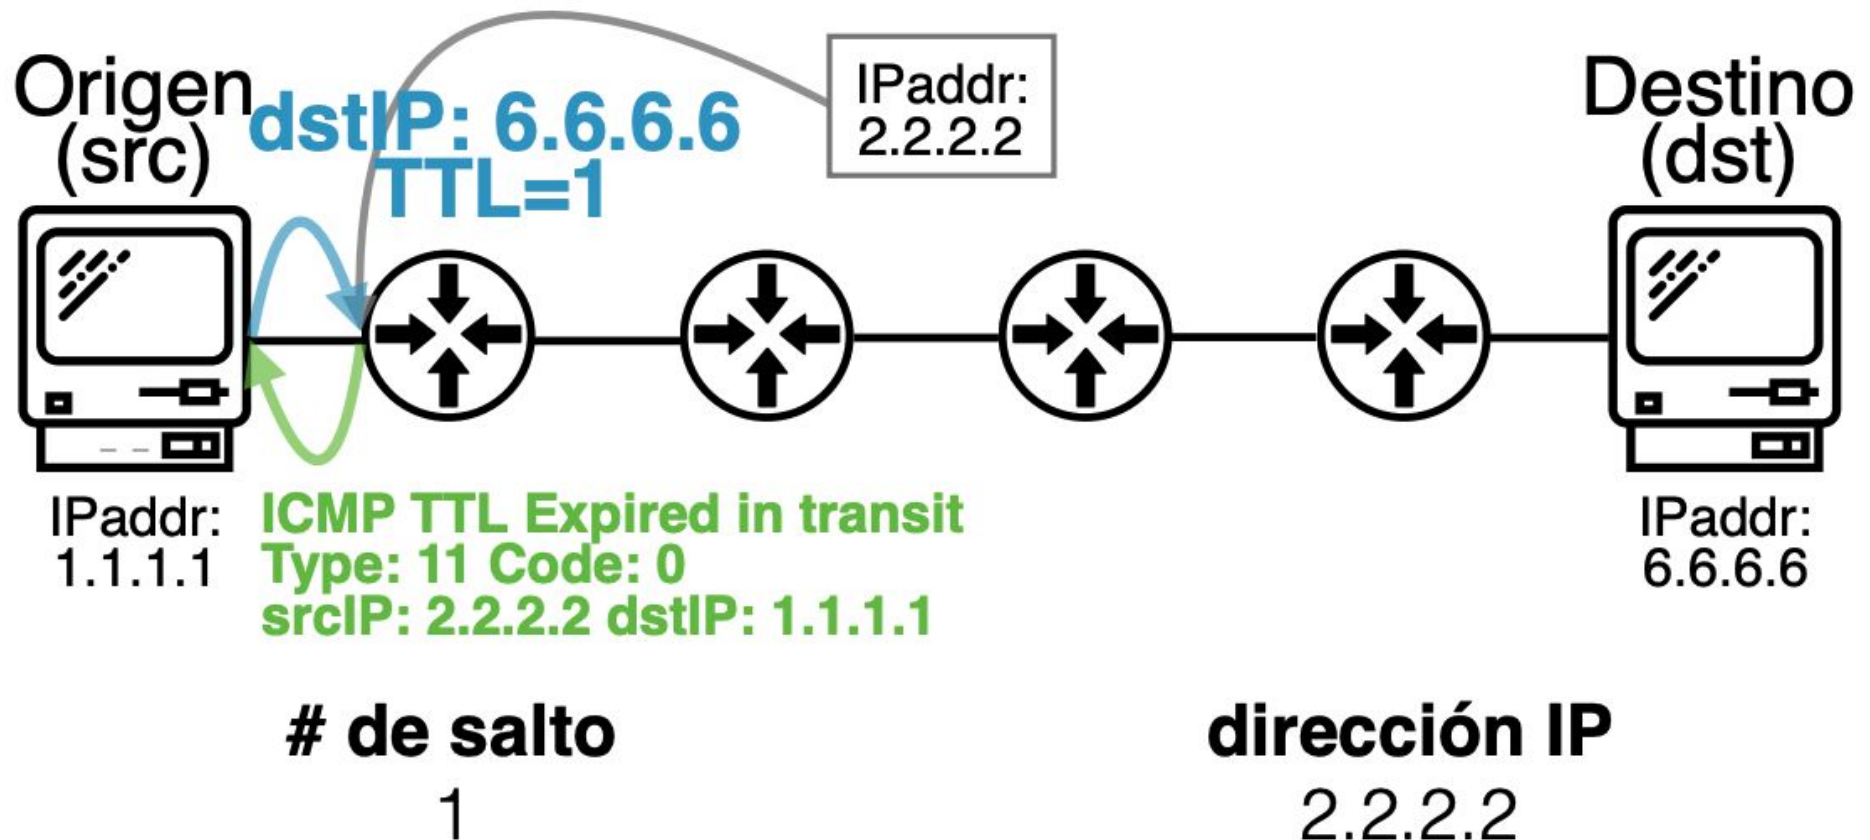 Origen
(src)
dstIP: 6.6.6.6
TTL=1
IPaddr:
2.2.2.2
Destino
(dst)
IPaddr:
1.1.1.1
ICMP TTL Expired in transit
Type: 11 Code: 0
srcIP: 2.2.2.2 dstIP: 1.1.1.1
IPaddr:
6.6.6.6
# de salto
dirección IP
1
2.2.2.2